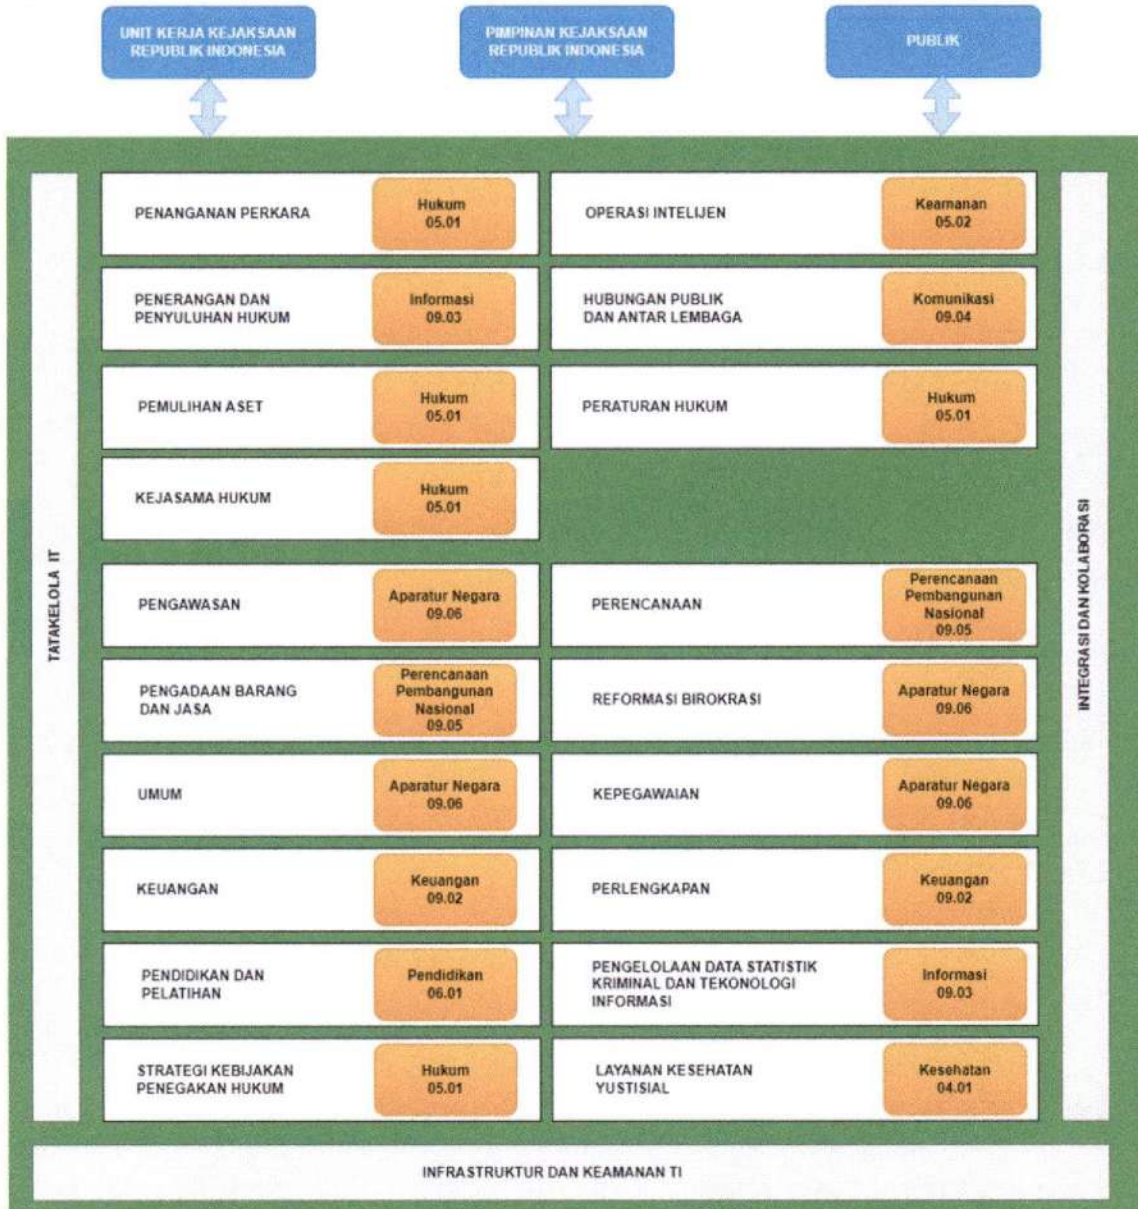 UNIT KERJA KEJAKSAAN
REPUBLIK INDONESIA
PIMPINAN KEJAKSAAN
REPUBLIK INDONESIA
PUBLIK
TATAKELOLA IT
PENANGANAN PERKARA
Hukum
05.01
OPERASI INTELIJEN
Keamanan
05.02
PENERANGAN DAN
PENYULUHAN HUKUM
Informasi
09.03
HUBUNGAN PUBLIK
DAN ANTAR LEMBAGA
Komunikasi
09.04
PEMULIHAN ASET
Hukum
05.01
PERATURAN HUKUM
Hukum
05.01
KEJASAMA HUKUM
Hukum
05.01
PENGAWASAN
Aparatur Negara
09.06
PERENCANAAN
Perencanaan
Pembangunan
Nasional
09.05
PENGADAAN BARANG
DAN JASA
Perencanaan
Pembangunan
Nasional
09.05
REFORMASI BIROKRASI
Aparatur Negara
09.06
UMUM
Aparatur Negara
09.06
KEPEGAWAIAN
Aparatur Negara
09.06
KEUANGAN
Keuangan
09.02
PERLENGKAPAN
Keuangan
09.02
PENDIDIKAN DAN
PELATIHAN
Pendidikan
06.01
PENGELOLAAN DATA STATISTIK
KRIMINAL DAN TEKONOLOGI
INFORMASI
Informasi
09.03
STRATEGI KEBIJAKAN
PENEGAKAN HUKUM
Hukum
05.01
LAYANAN KESEHATAN
YUSTISIAL
Kesehatan
04.01
INTEGRASI DAN KOLABORASI
INFRASTRUKTUR DAN KEAMANAN TI